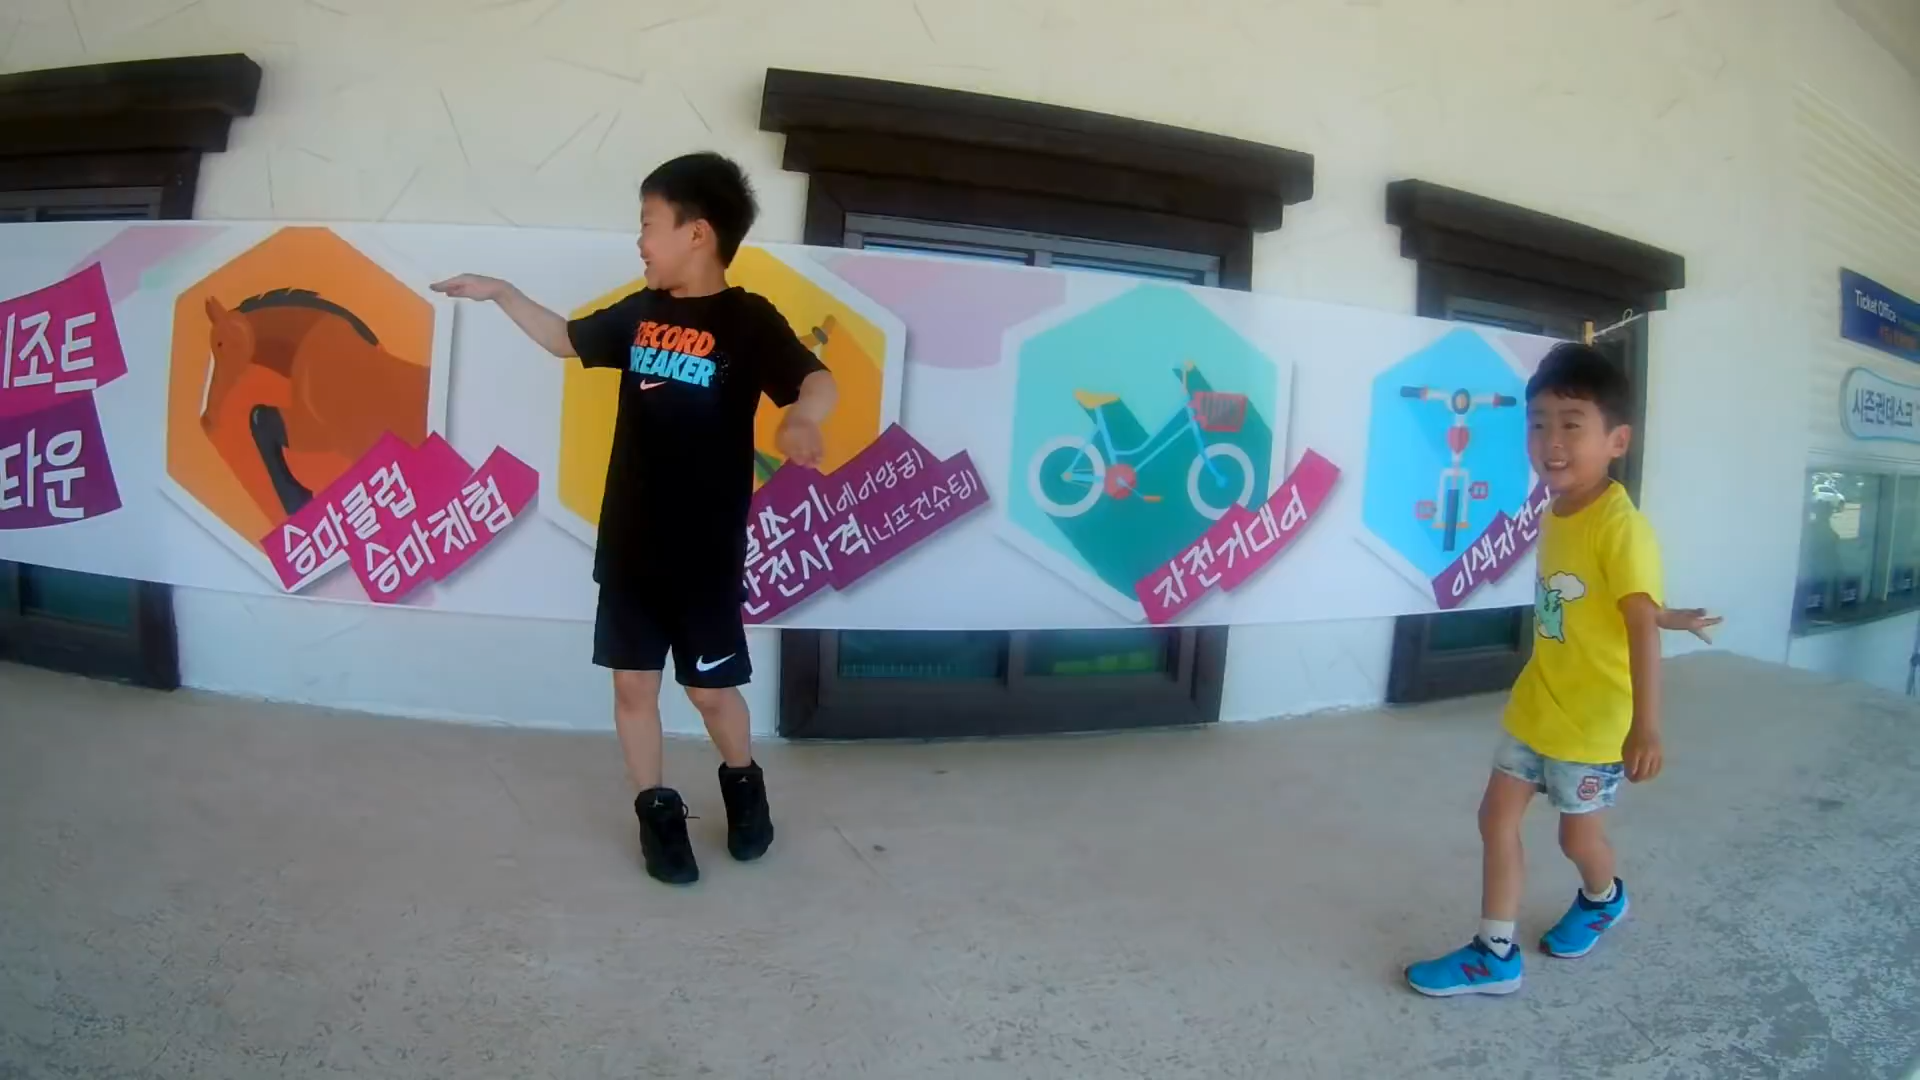 조트
타운
승마클럽
승마체험
RECORD
BREAKER
쏘기(에어양궁)
안전사격(너프건슈팅)
자전거대여
이색자전거
Ticket Office
시즌권데스크